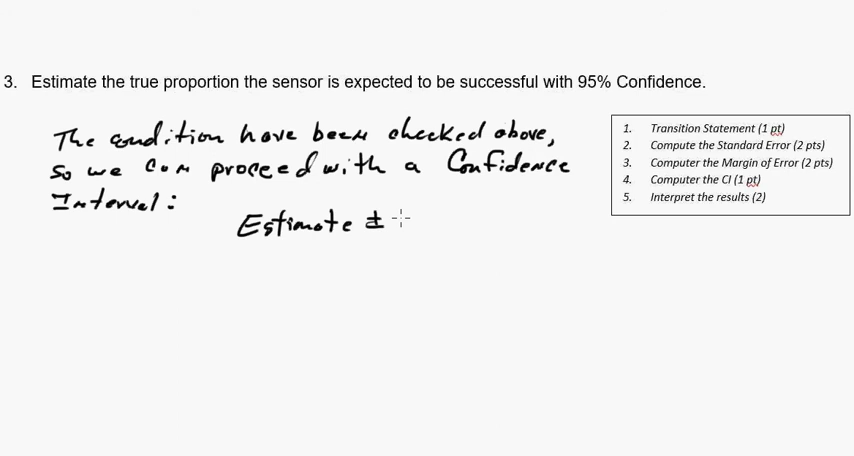 3. Estimate the true proportion the sensor is expected to be successful with 95% Confidence.
The condition have been checked above,
so we can proceed with a Confidence
Interval:
Estimate ±
1. Transition Statement (1 pt)
2. Compute the Standard Error (2 pts)
3. Computer the Margin of Error (2 pts)
4. Computer the CI (1 pt)
5. Interpret the results (2)